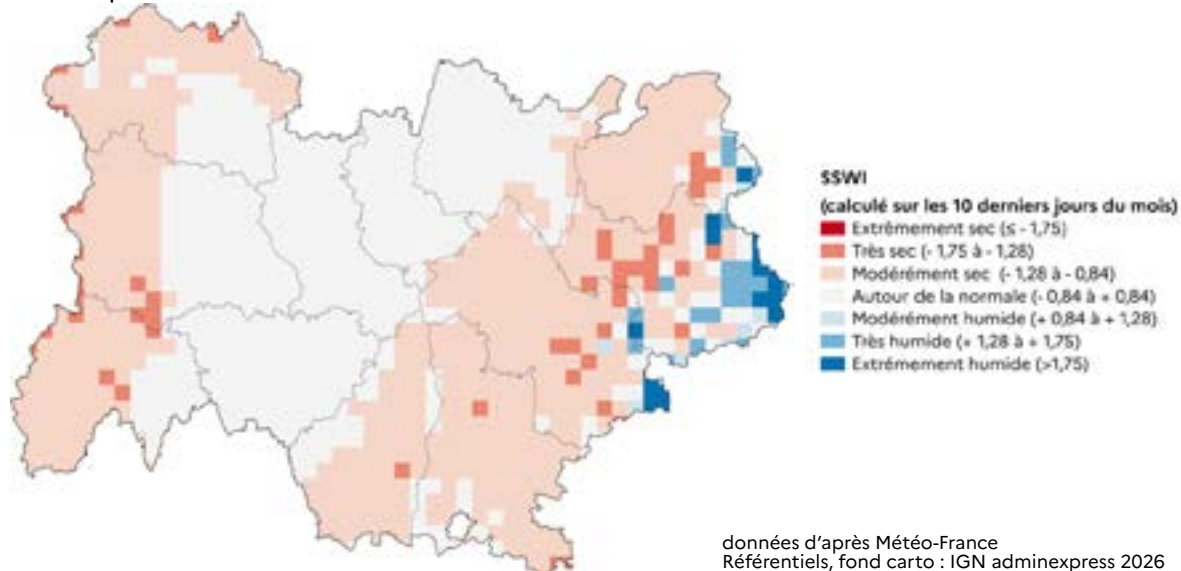 SSWI
(calculé sur les 10 derniers jours du mois)
Extrêmement sec (≤ - 1,75)
Très sec (- 1,75 à - 1,28)
Modérément sec (- 1,28 à - 0,84)
Autour de la normale (- 0,84 à + 0,84)
Modérément humide (+ 0,84 à + 1,28)
Très humide (+ 1,28 à + 1,75)
Extrêmement humide (>1,75)
données d'après Météo-France
Référentiels, fond carto : IGN adminexpress 2026